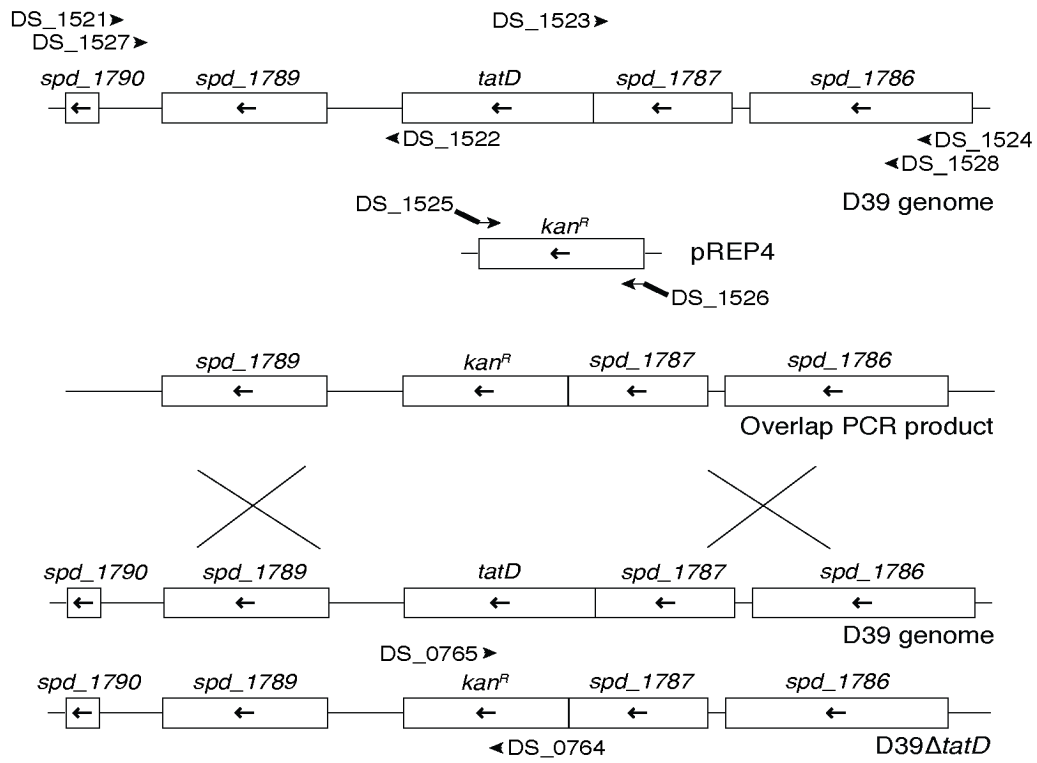 DS_1521
DS_1523
DS_1527
spd_1790 spd_1789 tatD spd_1787 spd_1786
DS_1522
DS_1524
DS_1528
D39 genome
DS_1525
kanR
pREP4
DS_1526
spd_1789 kanR spd_1787 spd_1786
Overlap PCR product
spd_1790 spd_1789 tatD spd_1787 spd_1786
D39 genome
DS_0765
spd_1790 spd_1789 kanR spd_1787 spd_1786
DS_0764
D39ΔtatD